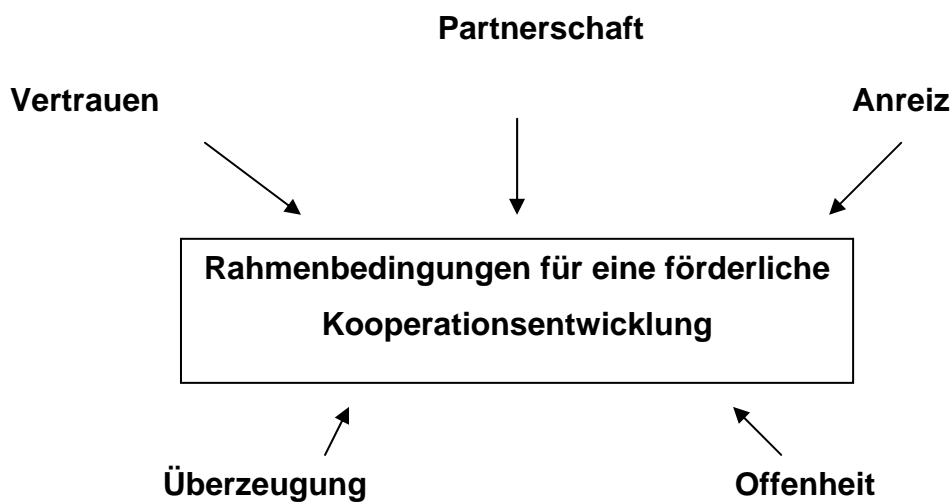 Partnerschaft
Vertrauen
Anreiz
Rahmenbedingungen für eine förderliche
Kooperationsentwicklung
Überzeugung
Offenheit